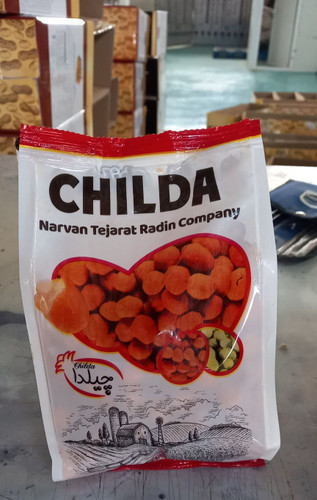 CHILDA
Narvan Tejarat Radin Company
Childa
چیلدا